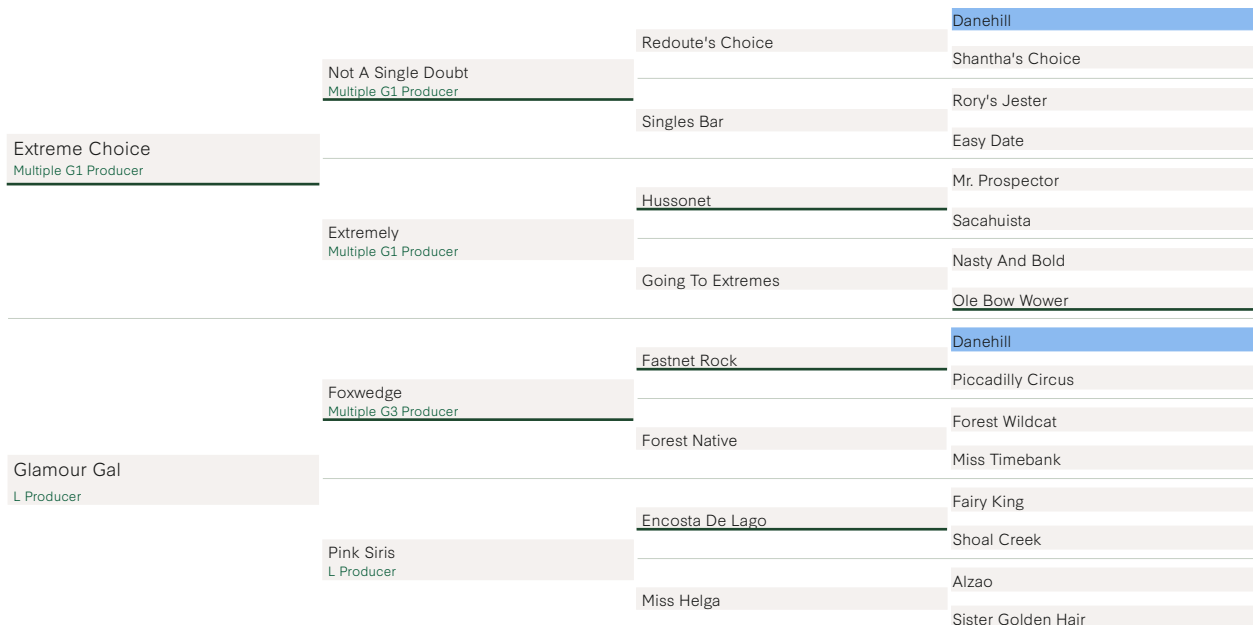 Extreme Choice
Multiple G1 Producer
Not A Single Doubt
Multiple G1 Producer
Redoute's Choice
Danehill
Shantha's Choice
Singles Bar
Rory's Jester
Easy Date
Extremely
Multiple G1 Producer
Hussonet
Mr. Prospector
Sacahuista
Going To Extremes
Nasty And Bold
Ole Bow Wower
Glamour Gal
L Producer
Foxwedge
Multiple G3 Producer
Fastnet Rock
Danehill
Piccadilly Circus
Forest Native
Forest Wildcat
Miss Timebank
Pink Siris
L Producer
Encosta De Lago
Fairy King
Shoal Creek
Miss Helga
Alzao
Sister Golden Hair